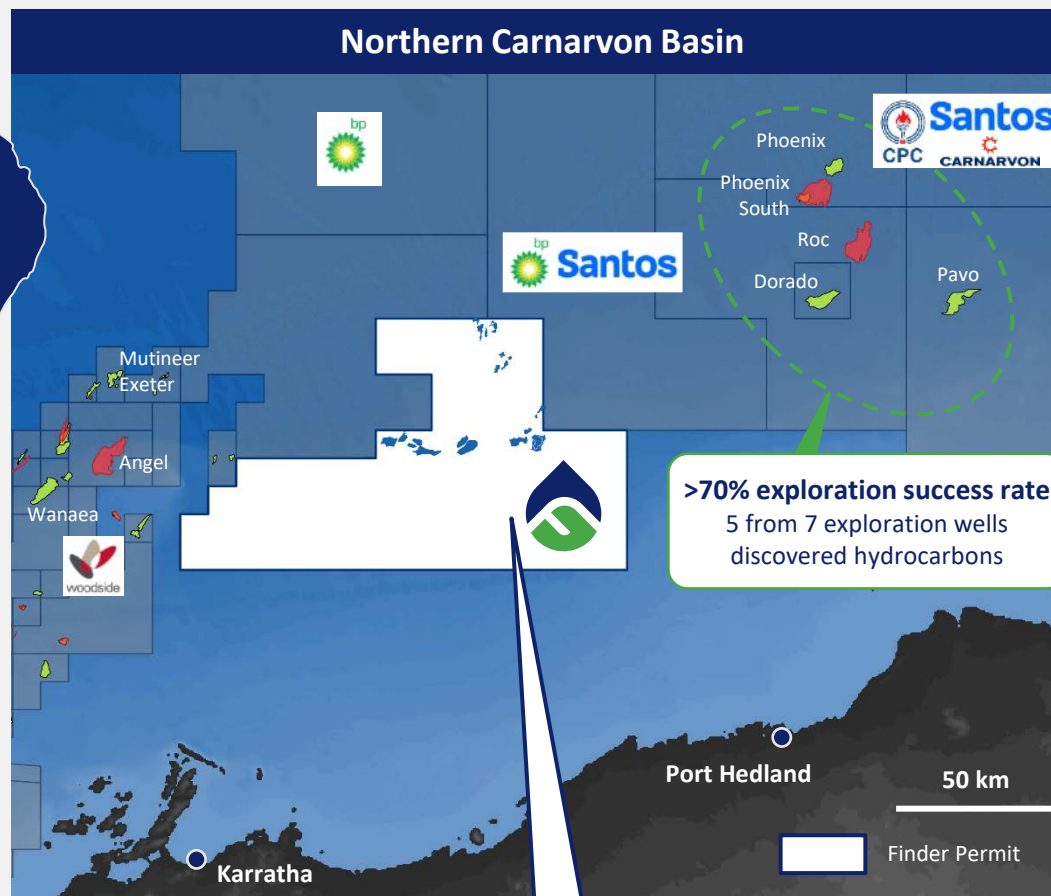 Northern Carnarvon Basin
bp
Santos
CPC
CARNARVON
Phoenix
Phoenix
South
Roc
bp
Santos
Dorado
Pavo
Mutineer
Exeter
Angel
Wanaea
woodside
>70% exploration success rate
5 from 7 exploration wells
discovered hydrocarbons
Port Hedland
50 km
Karratha
Finder Permit